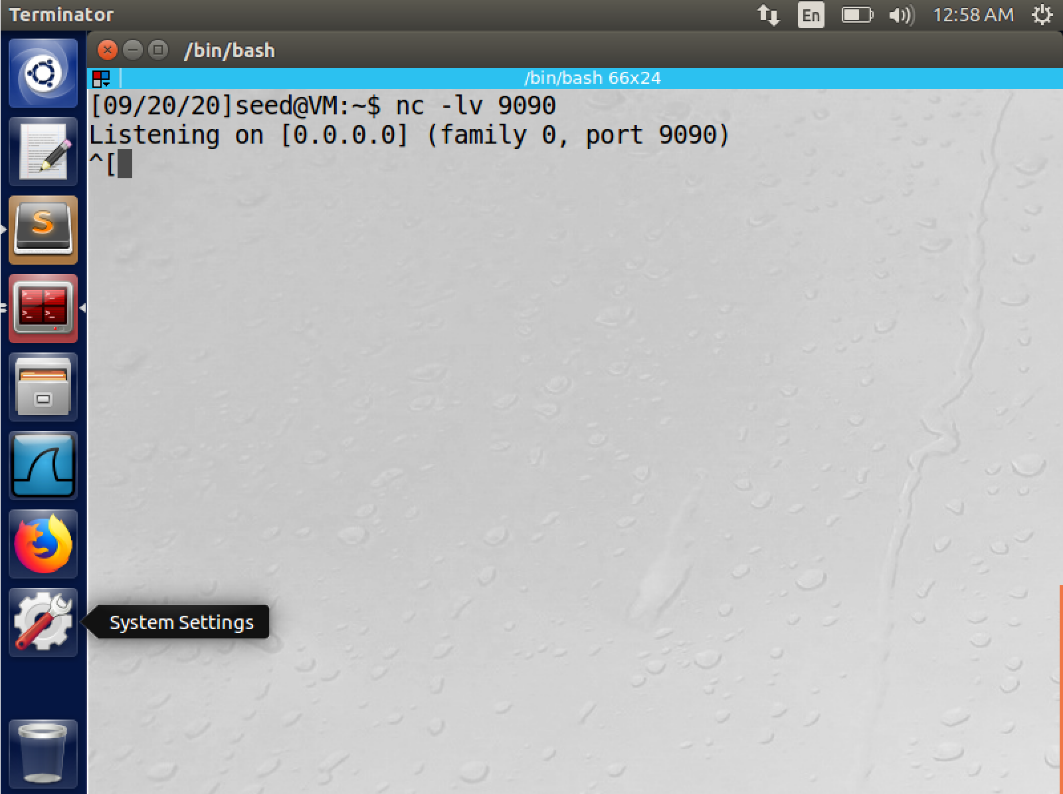 Terminator
En
12:58 AM
/bin/bash
/bin/bash 66x24
[09/20/20]seed@VM:~$ nc -lv 9090
Listening on [0.0.0.0] (family 0, port 9090)
^[
S
System Settings